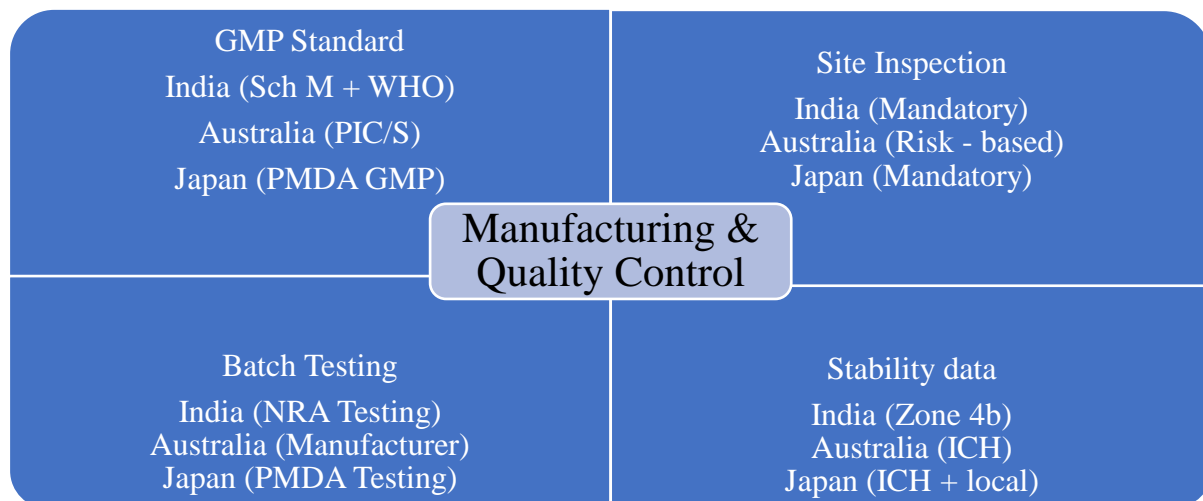 GMP Standard
India (Sch M + WHO)
Australia (PIC/S)
Japan (PMDA GMP)
Site Inspection
India (Mandatory)
Australia (Risk - based)
Japan (Mandatory)
Manufacturing &
Quality Control
Batch Testing
India (NRA Testing)
Australia (Manufacturer)
Japan (PMDA Testing)
Stability data
India (Zone 4b)
Australia (ICH)
Japan (ICH + local)